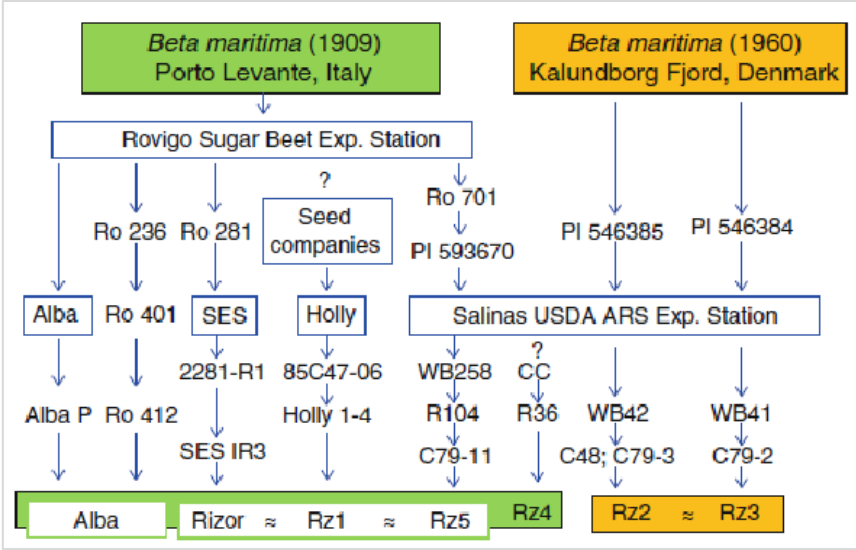 Beta maritima (1909)
Porto Levante, Italy
Beta maritima (1960)
Kalundborg Fjord, Denmark
Rovigo Sugar Beet Exp. Station
?
Ro 701
Seed
companies
Ro 236 Ro 281
PI 593670
PI 546385
PI 546384
Alba
Ro 401
SES
Holly
Salinas USDA ARS Exp. Station
?
2281-R1
85C47-06
WB258
CC
Alba P
Ro 412
Holly 1-4
R104
R36
WB42
WB41
SES IR3
C79-11
C48; C79-3
C79-2
Alba
Rizor ≈ Rz1 ≈ Rz5
Rz4
Rz2 ≈ Rz3